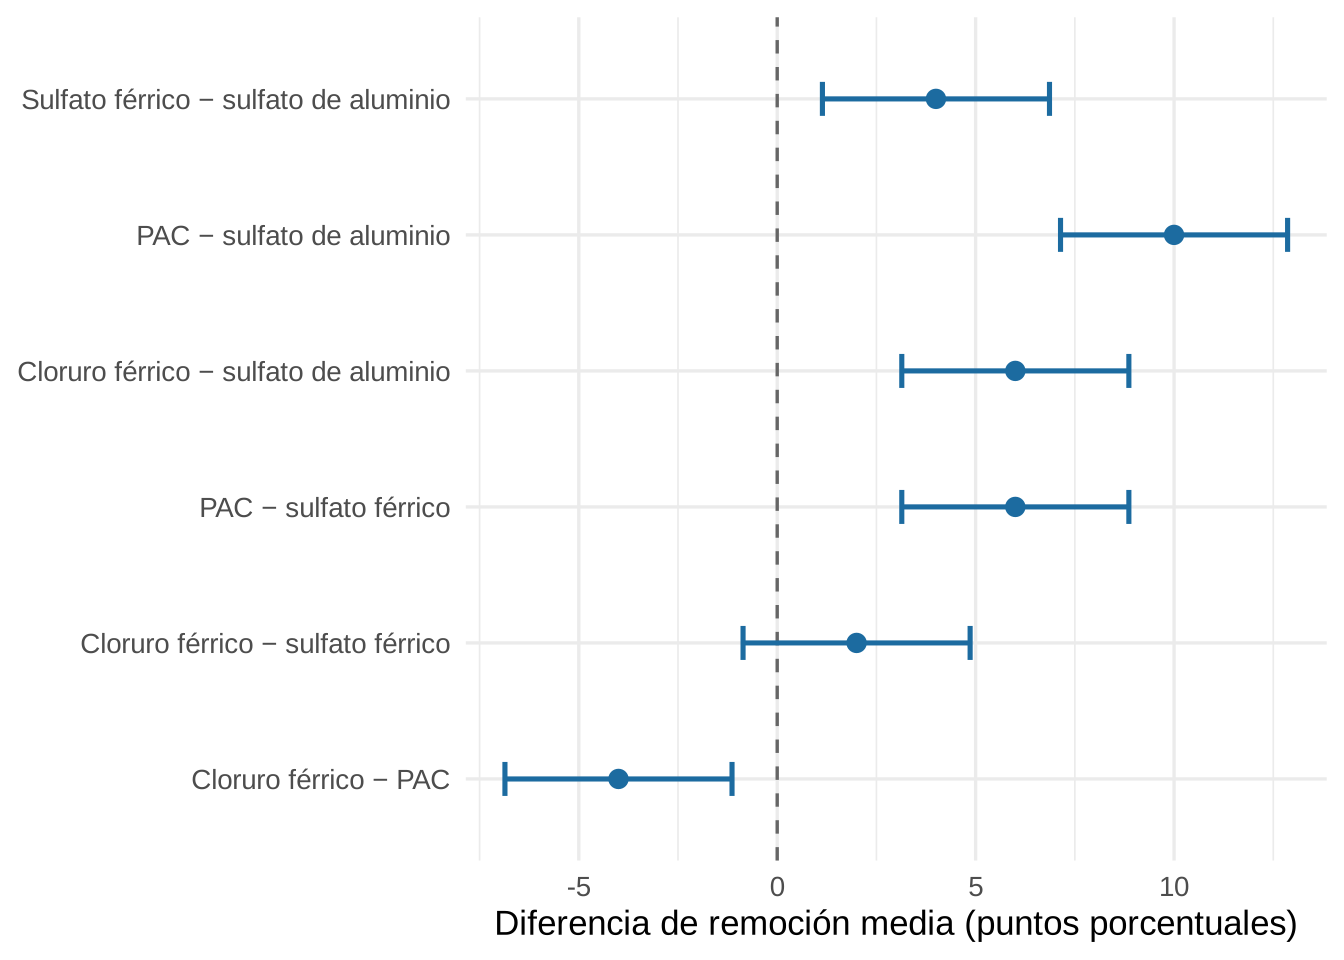 Sulfato férrico − sulfato de aluminio
PAC − sulfato de aluminio
Cloruro férrico − sulfato de aluminio
PAC − sulfato férrico
Cloruro férrico − sulfato férrico
Cloruro férrico − PAC
-5 0 5 10
Diferencia de remoción media (puntos porcentuales)